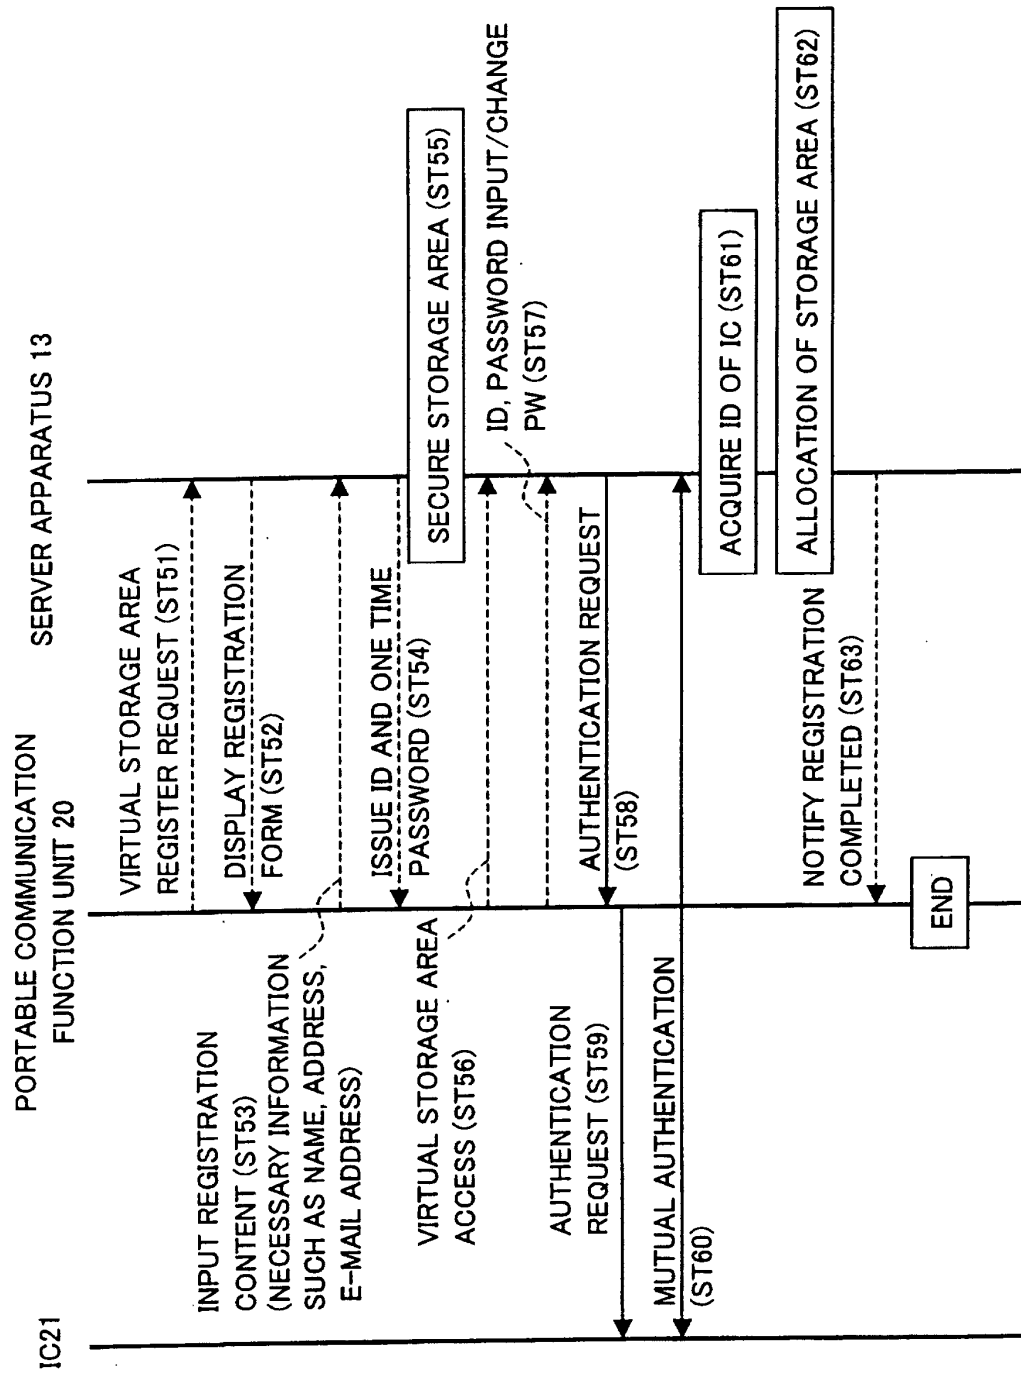 IC21
PORTABLE COMMUNICATION
FUNCTION UNIT 20
SERVER APPARATUS 13
VIRTUAL STORAGE AREA
REGISTER REQUEST (ST51)
DISPLAY REGISTRATION
FORM (ST52)
INPUT REGISTRATION
CONTENT (ST53)
(NECESSARY INFORMATION
SUCH AS NAME, ADDRESS,
E-MAIL ADDRESS)
ISSUE ID AND ONE TIME
PASSWORD (ST54)
SECURE STORAGE AREA (ST55)
VIRTUAL STORAGE AREA
ACCESS (ST56)
ID, PASSWORD INPUT/CHANGE
PW (ST57)
AUTHENTICATION REQUEST
(ST58)
AUTHENTICATION
REQUEST (ST59)
MUTUAL AUTHENTICATION
(ST60)
ACQUIRE ID OF IC (ST61)
ALLOCATION OF STORAGE AREA (ST62)
NOTIFY REGISTRATION
COMPLETED (ST63)
END